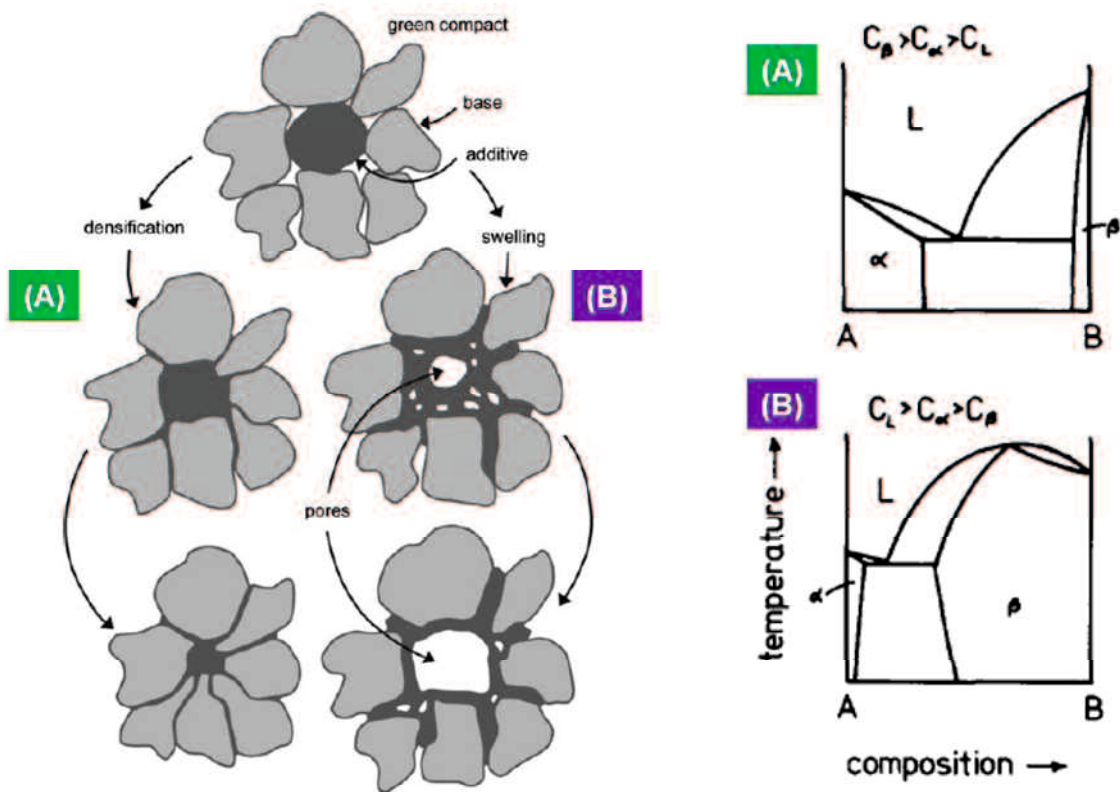 green compact
base
additive
densification
swelling
(A)
(B)
pores
(A)
Cβ>Cα>CL
L
α
β
A
B
(B)
CL>Cα>Cβ
L
α
β
temperature →
A
B
composition →